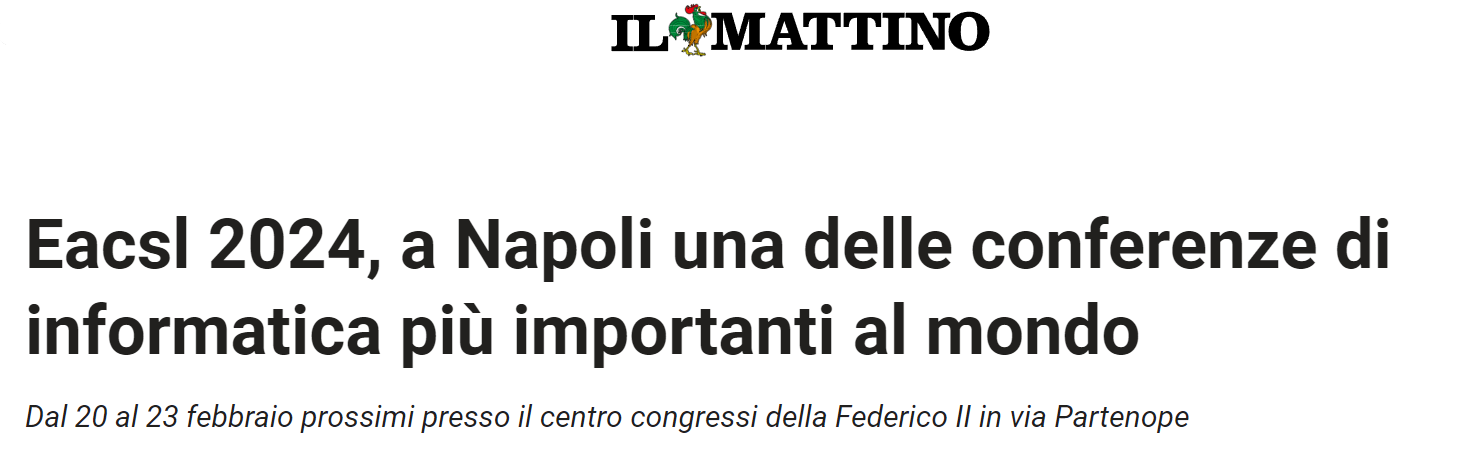 IL MATTINO
Eacsl 2024, a Napoli una delle conferenze di
informatica più importanti al mondo
Dal 20 al 23 febbraio prossimi presso il centro congressi della Federico II in via Partenope